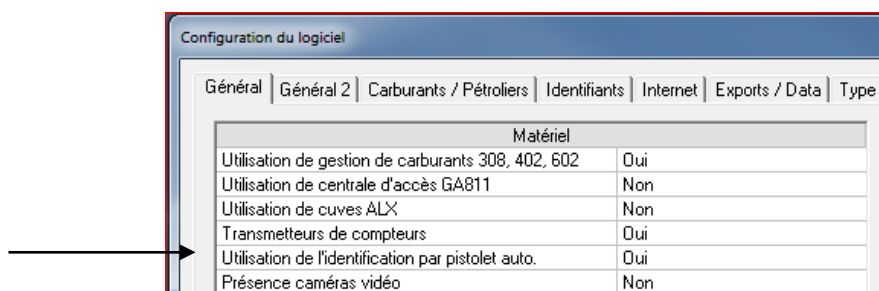 Configuration du logiciel
Général Général 2 Carburants / Pétroliers Identifiants Internet Exports / Data Type
Matériel
Utilisation de gestion de carburants 308, 402, 602 Oui
Utilisation de centrale d'accès GA811 Non
Utilisation de cuves ALX Non
Transmetteurs de compteurs Oui
Utilisation de l'identification par pistolet auto. Oui
Présence caméras vidéo Non